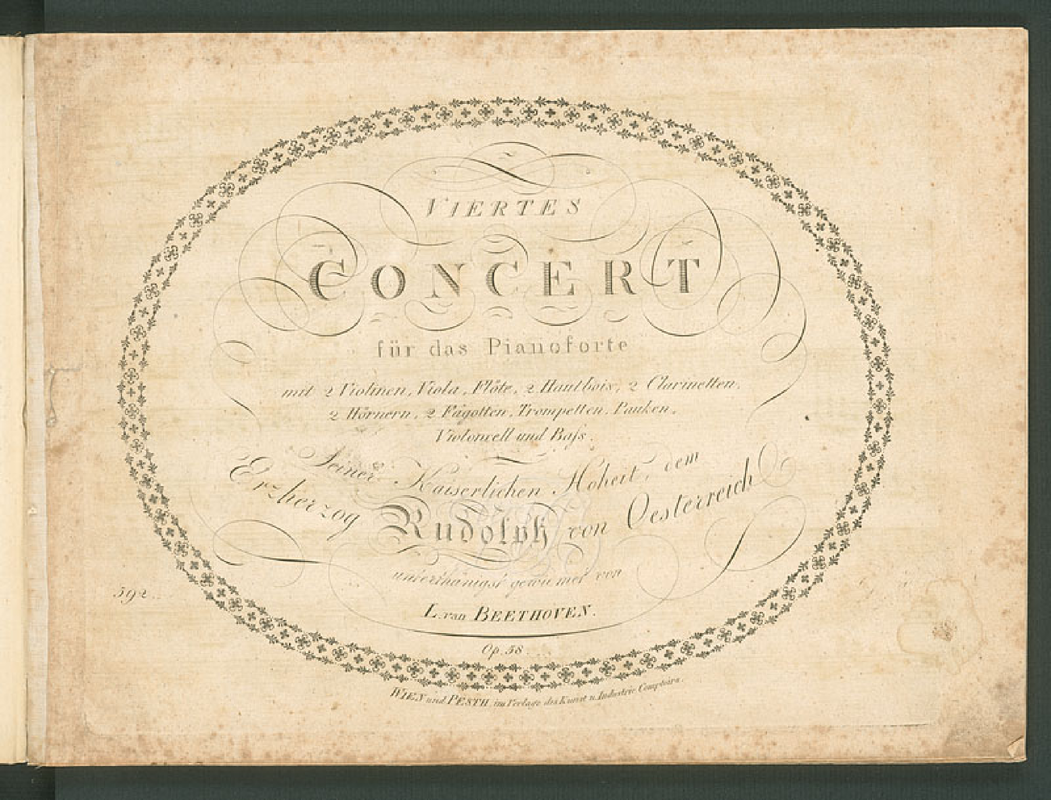 VIERTES
CONCERT
für das Pianoforte
mit 2 Violinen, Viola, Flöte, 2 Hautbois, 2 Clarinetten,
2 Hörnern, 2 Fagotten, Trompetten, Pauken,
Violonzell und Baſs.
Seiner Kaiserlichen Hoheit, dem
Erzherzog Rudolph von Oesterreich
unterthänigst gewidmet von
L. van BEETHOVEN.
592
Op. 58
WIEN und PESTH im Verlage des Kunst u. Industrie Comptoirs.